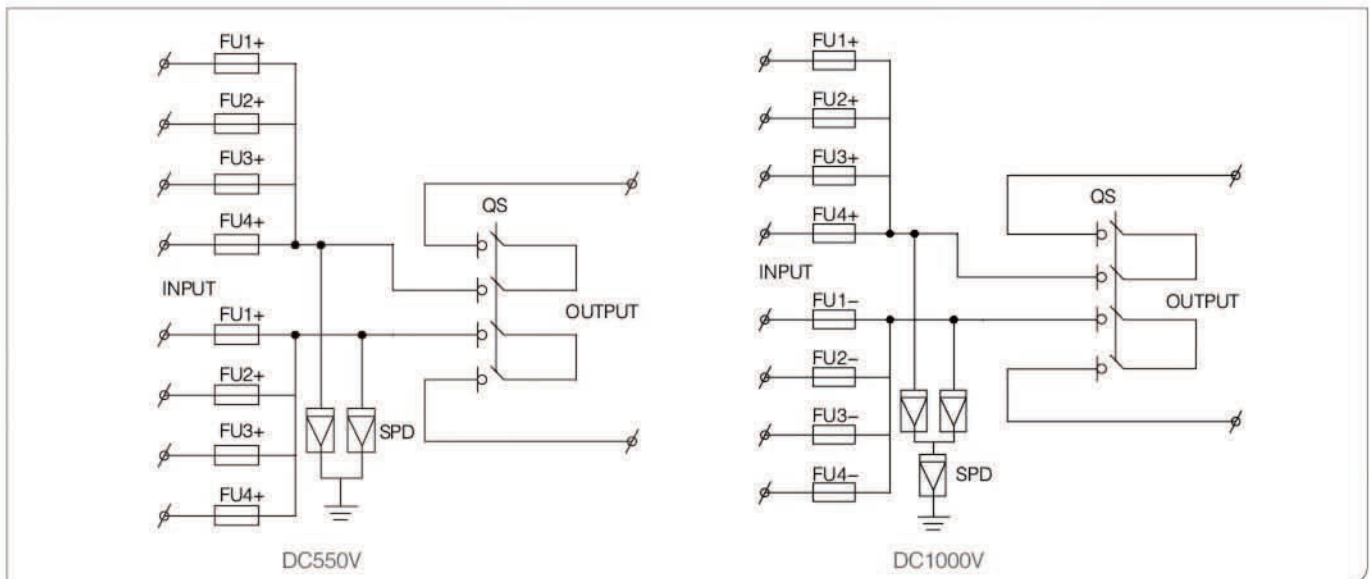 FU1+
FU2+
FU3+
FU4+
QS
INPUT
OUTPUT
FU1+
FU2+
SPD
FU3+
FU4+
DC550V
FU1+
FU2+
FU3+
QS
FU4+
INPUT
OUTPUT
FU1−
FU2−
FU3−
SPD
FU4−
DC1000V